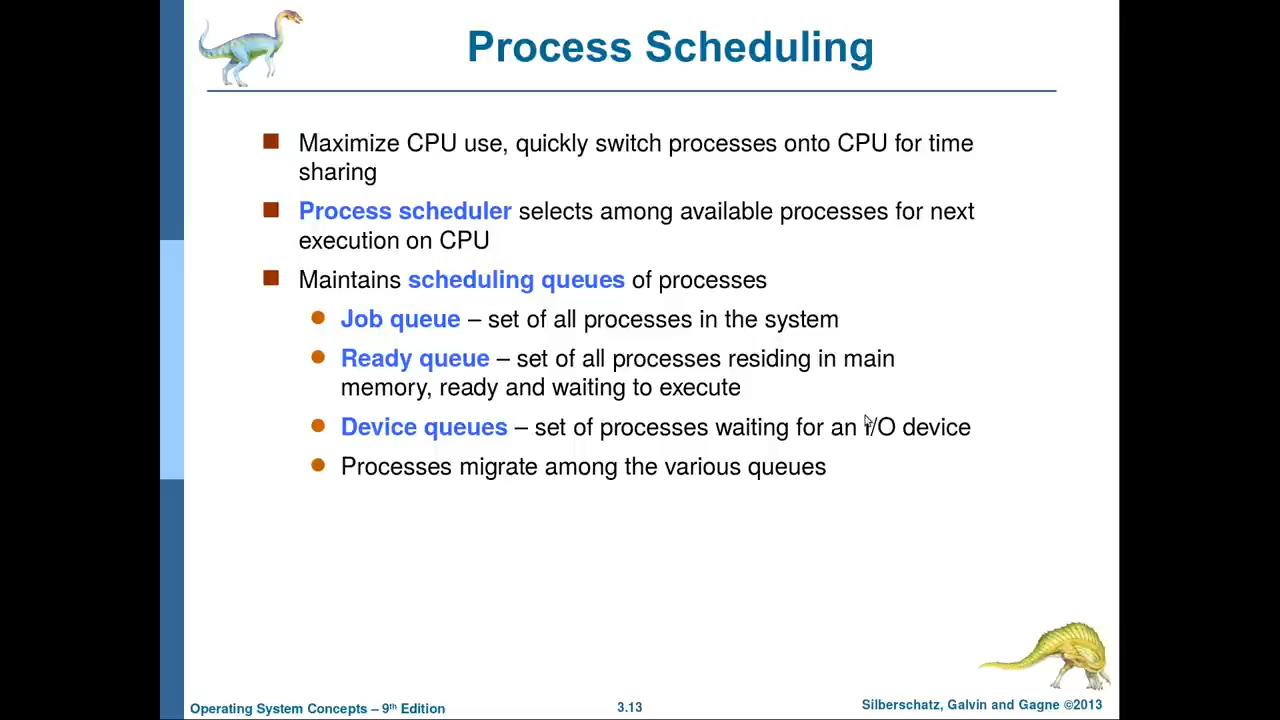 Process Scheduling
Maximize CPU use, quickly switch processes onto CPU for time
sharing
Process scheduler selects among available processes for next
execution on CPU
Maintains scheduling queues of processes
Job queue – set of all processes in the system
Ready queue – set of all processes residing in main
memory, ready and waiting to execute
Device queues – set of processes waiting for an I/O device
Processes migrate among the various queues
Operating System Concepts – 9th Edition
3.13
Silberschatz, Galvin and Gagne ©2013